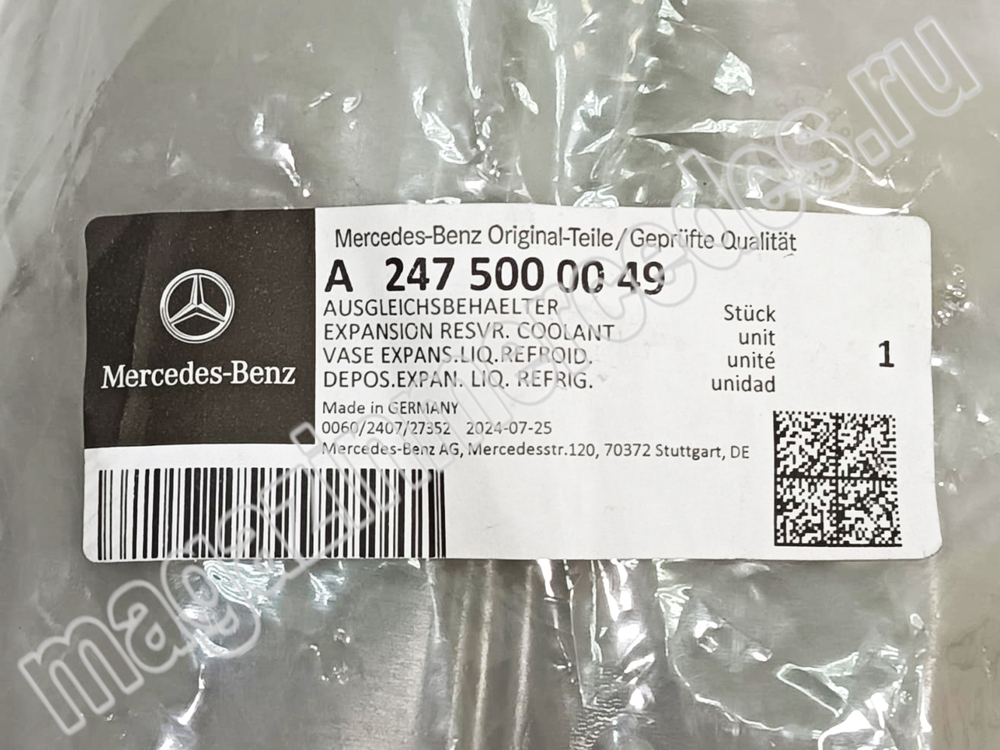 Mercedes-Benz Original-Teile/Geprüfte Qualität
A 247 500 00 49
AUSGLEICHSBEHAELTER
EXPANSION RESVR. COOLANT
VASE EXPANS.LIQ.REFROID.
DEPOS.EXPAN. LIQ. REFRIG.
Stück
unit
unité
unidad
1
Mercedes-Benz
Made in GERMANY
0060/2407/27352 2024-07-25
Mercedes-Benz AG, Mercedesstr.120, 70372 Stuttgart, DE
magazinmercedes.ru